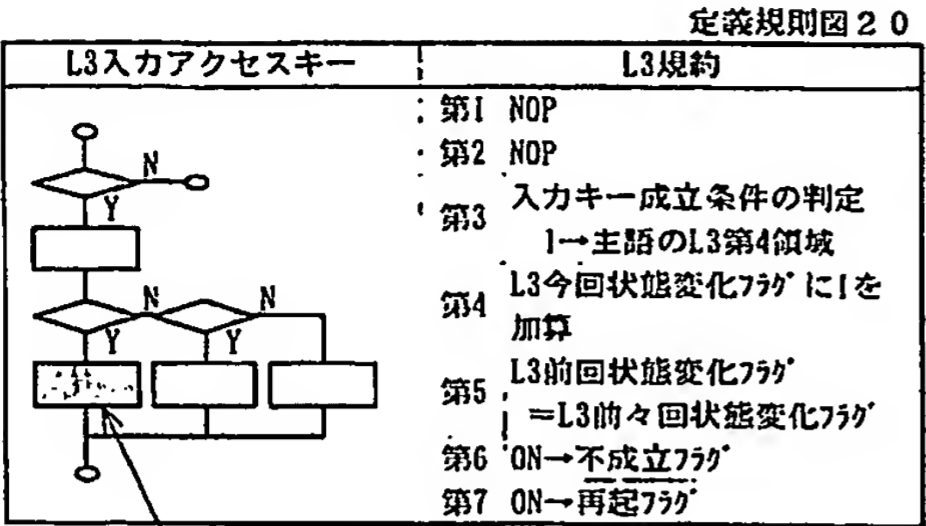 定義規則図20
L3入力アクセスキー
L3規約
N
Y
N
N
Y
Y
第1 NOP
第2 NOP
第3 入力キー成立条件の判定
1→主語のL3第4領域
第4 L3今回状態変化フラグに1を
加算
第5 L3前回状態変化フラグ
=L3前々回状態変化フラグ
第6 ON→不成立フラグ
第7 ON→再起フラグ